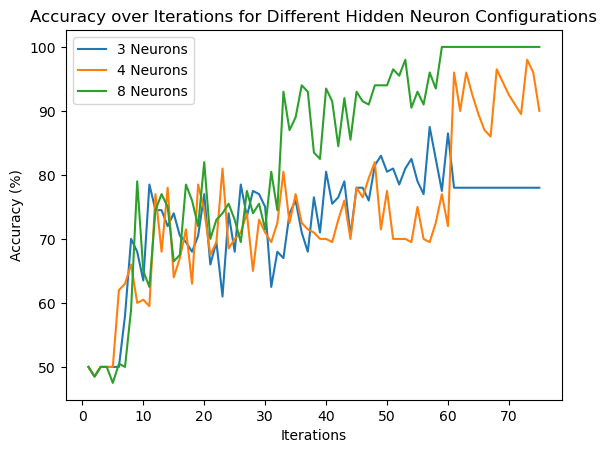 Accuracy over Iterations for Different Hidden Neuron Configurations
100
90
80
70
60
50
Accuracy (%)
3 Neurons
4 Neurons
8 Neurons
0 10 20 30 40 50 60 70
Iterations